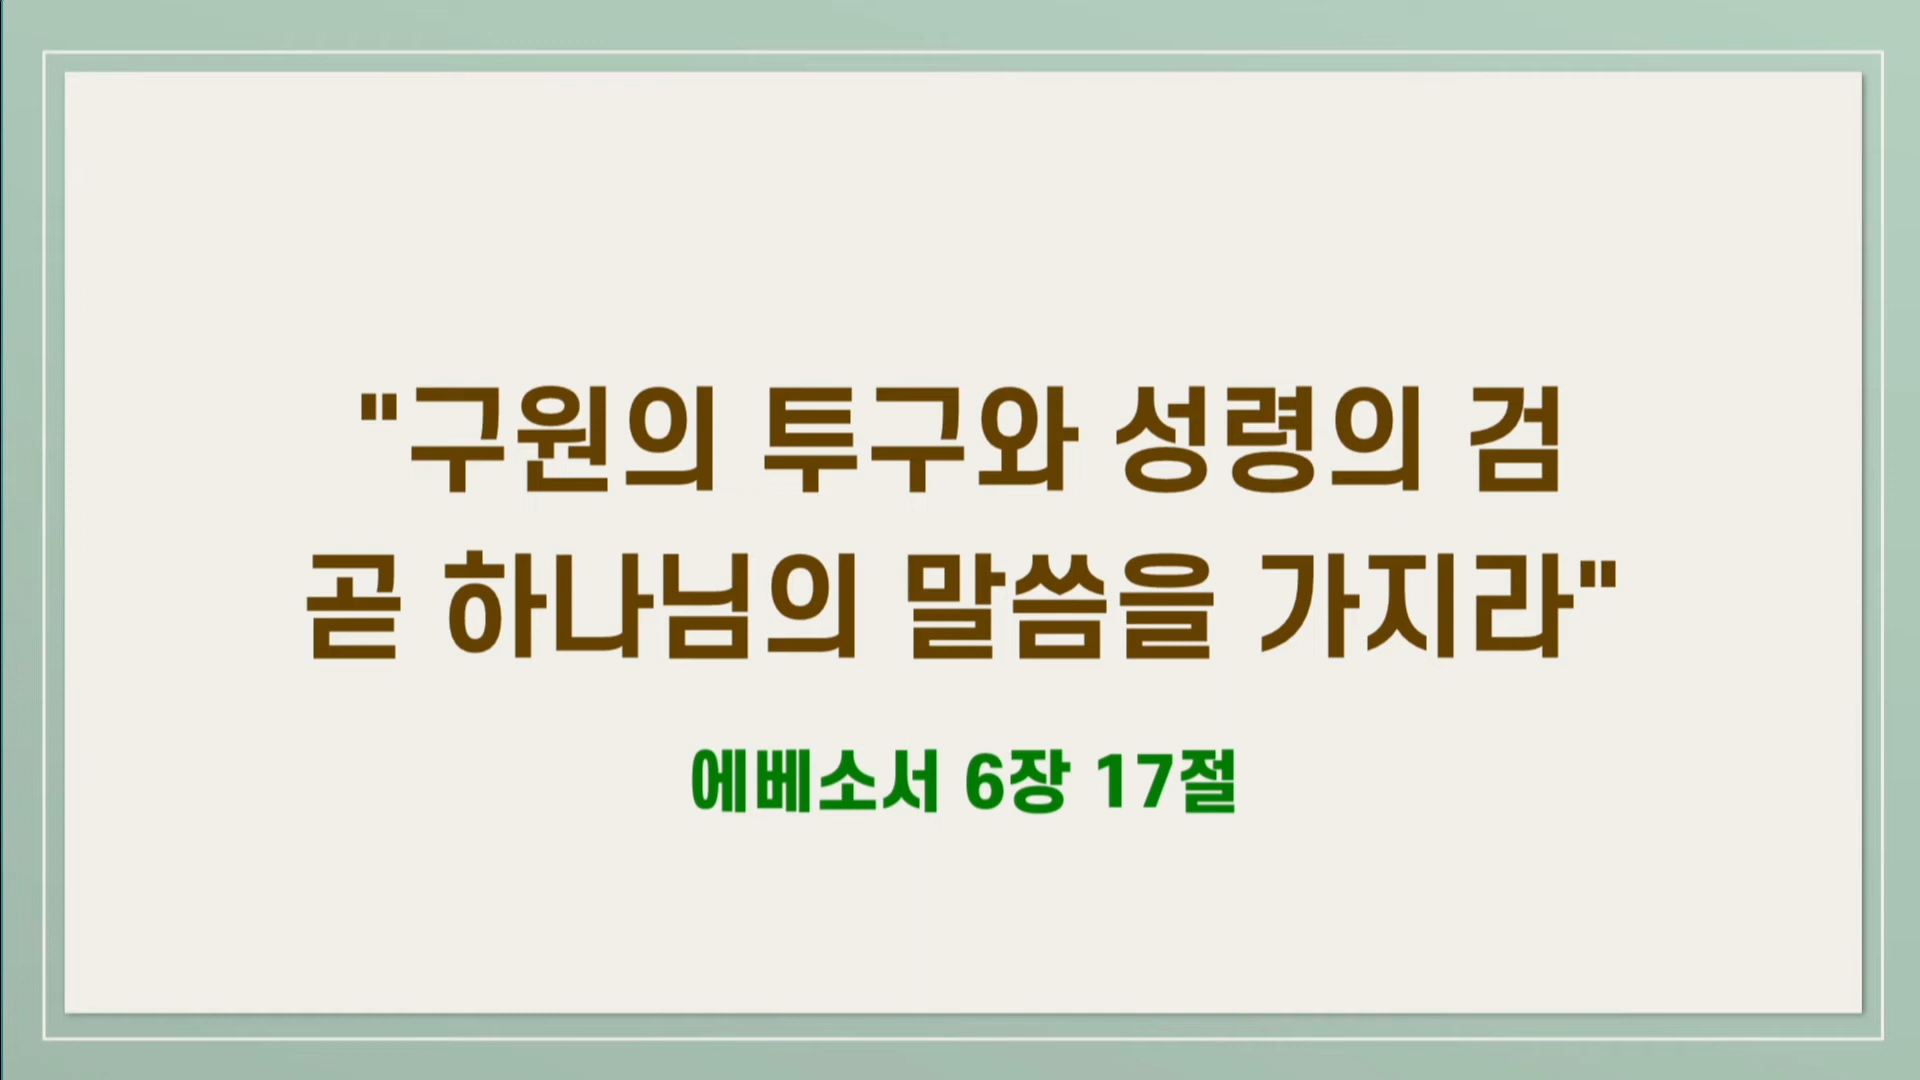 "구원의 투구와 성령의 검
곧 하나님의 말씀을 가지라"
에베소서 6장 17절